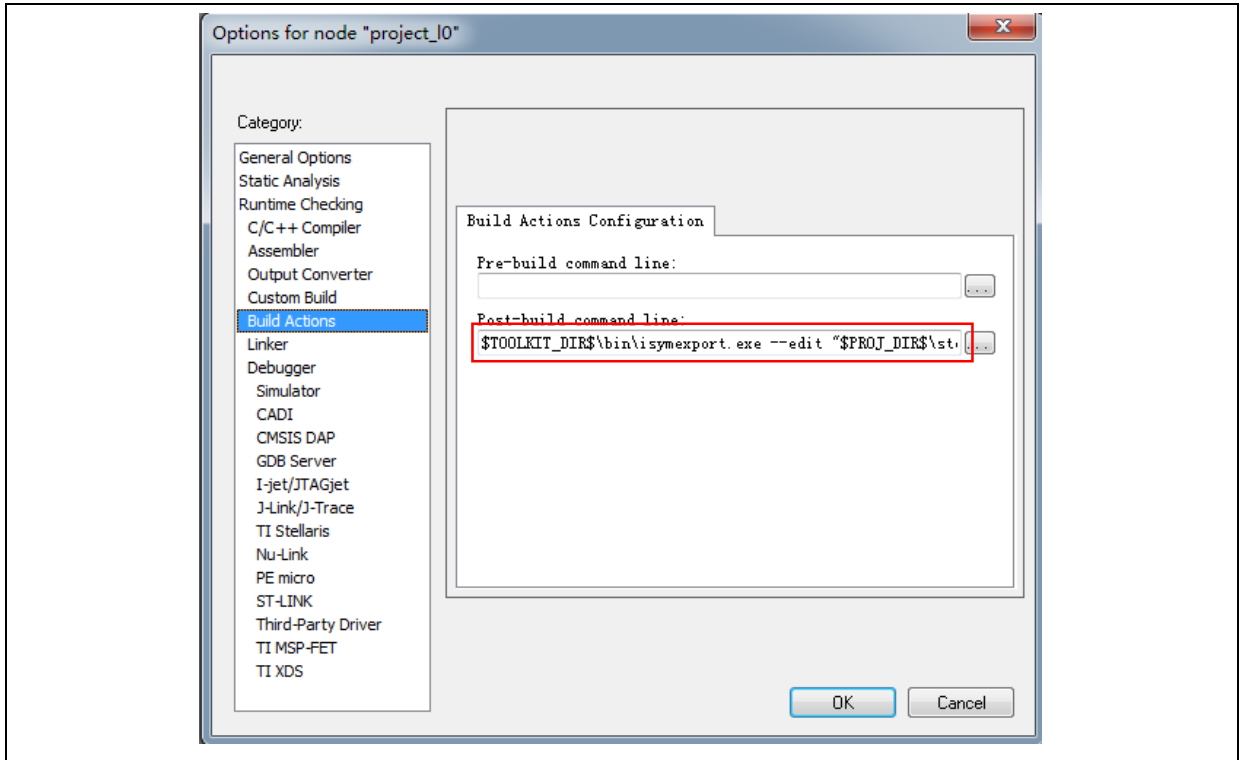 Options for node "project_l0"
Category:
General Options
Static Analysis
Runtime Checking
C/C++ Compiler
Assembler
Output Converter
Custom Build
Build Actions
Linker
Debugger
Simulator
CADI
CMSIS DAP
GDB Server
I-jet/JTAGjet
J-Link/J-Trace
TI Stellaris
Nu-Link
PE micro
ST-LINK
Third-Party Driver
TI MSP-FET
TI XDS
Build Actions Configuration
Pre-build command line:
...
Post-build command line:
$TOOLKIT_DIR$\bin\isymexport.exe --edit "$PROJ_DIR$\st
...
OK
Cancel